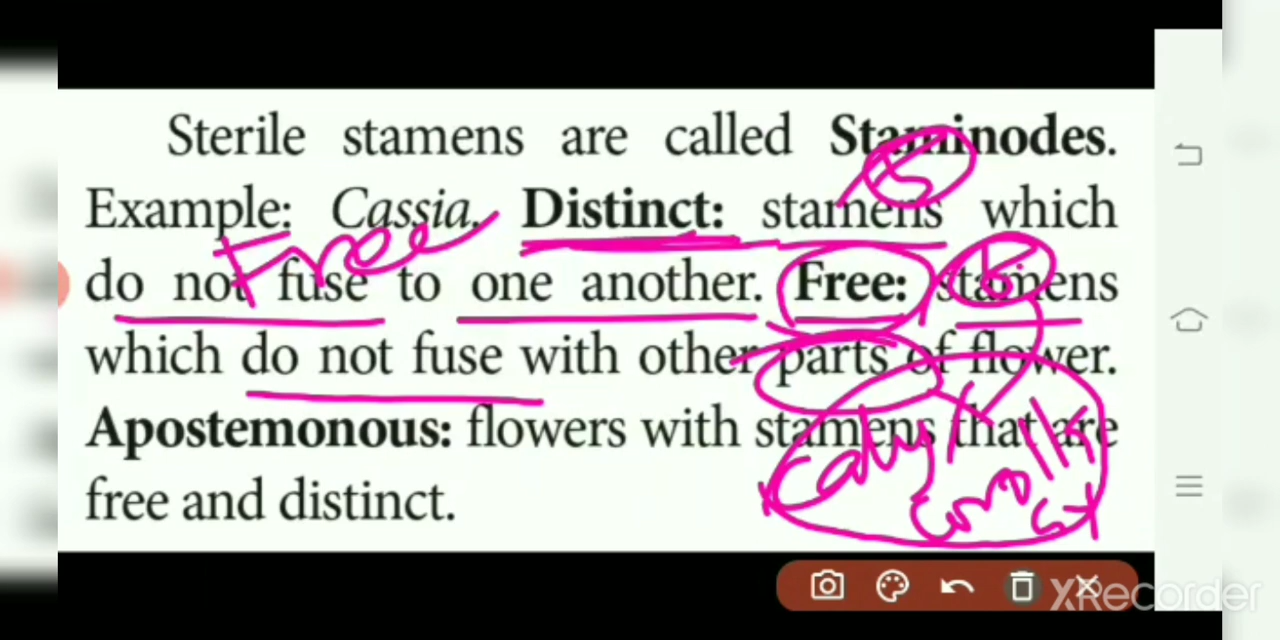 Sterile stamens are called Staminodes.
Example: Cassia. Distinct: stamens which
Free
do not fuse to one another. Free: stamens
which do not fuse with other parts of flower.
Apostemonous: flowers with stamens that are
calyx
free and distinct.
XRecorder